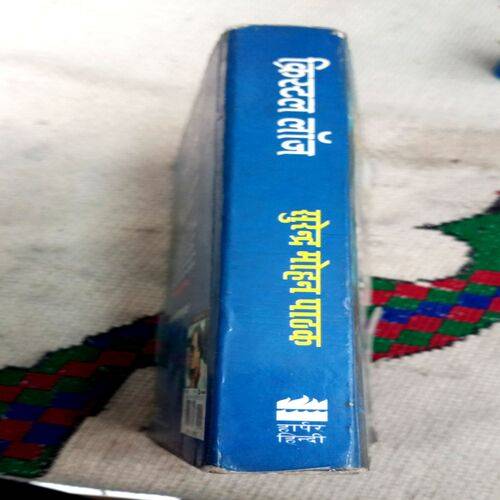 क्रिस्टल लॉज
सुरेन्द्र मोहन पाठक
हार्पर
हिन्दी